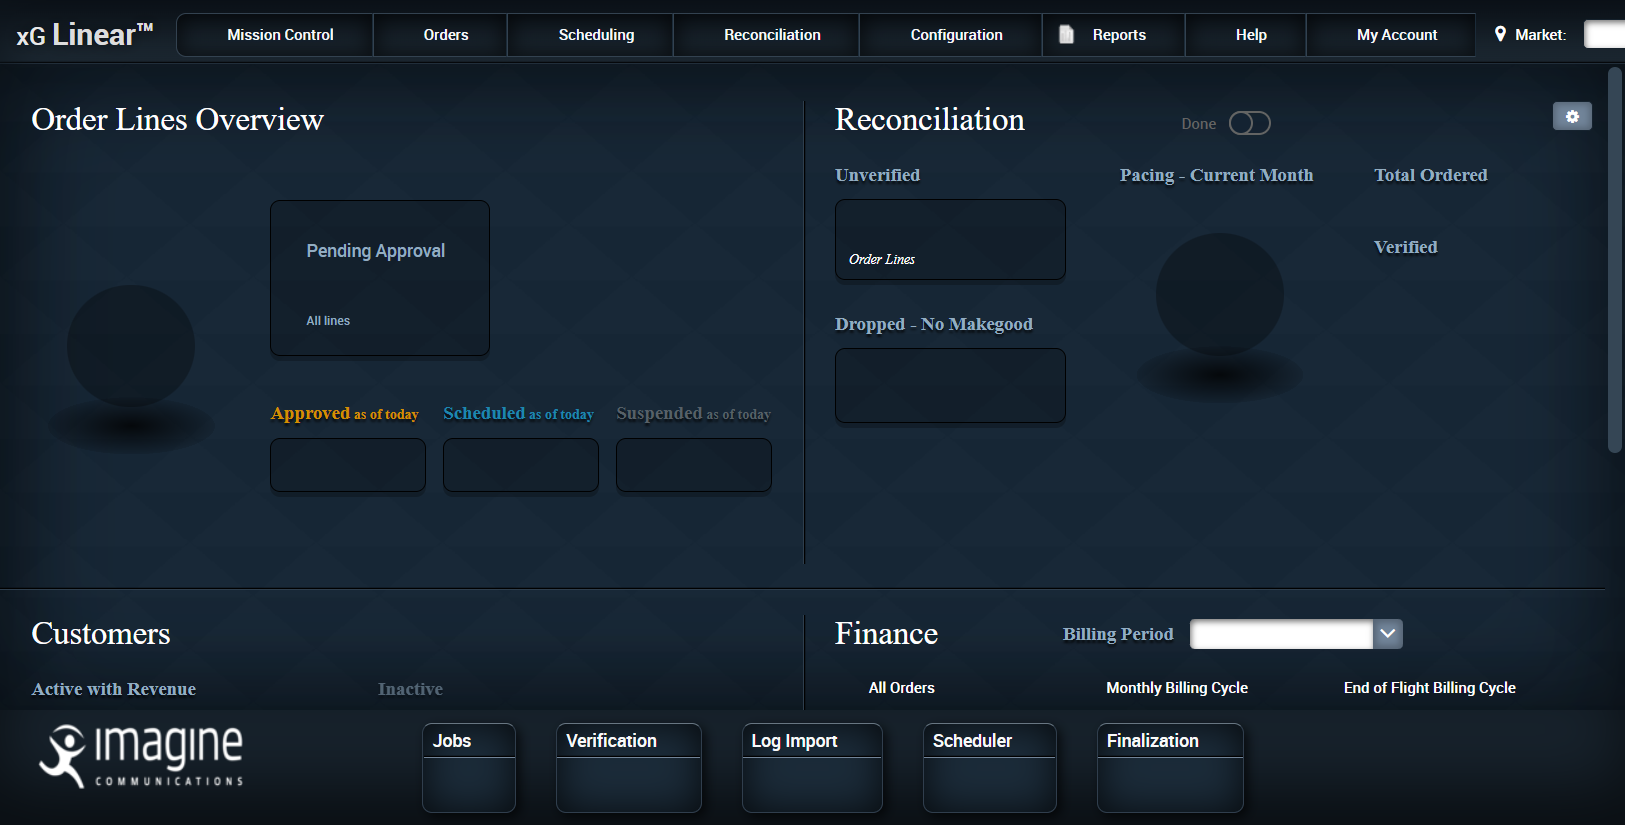 xG Linear™
Mission Control
Orders
Scheduling
Reconciliation
Configuration
Reports
Help
My Account
Market:
Order Lines Overview
Pending Approval
All lines
Approved as of today
Scheduled as of today
Suspended as of today
Reconciliation
Done
Unverified
Order Lines
Dropped - No Makegood
Pacing - Current Month
Total Ordered
Verified
Customers
Active with Revenue
Inactive
Finance
Billing Period
All Orders
Monthly Billing Cycle
End of Flight Billing Cycle
imagine
COMMUNICATIONS
Jobs
Verification
Log Import
Scheduler
Finalization